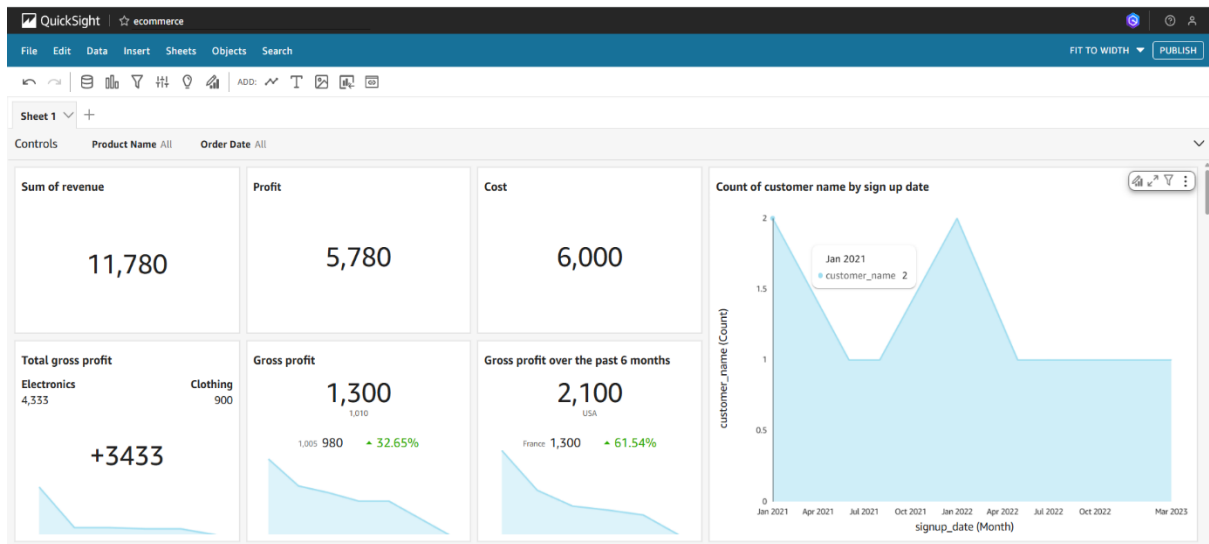 QuickSight ecommerce
File Edit Data Insert Sheets Objects Search FIT TO WIDTH PUBLISH
ADD: T
Sheet 1
Controls Product Name All Order Date All
Sum of revenue
11,780
Profit
5,780
Cost
6,000
Count of customer name by sign up date
2
1.5
1
0.5
0
customer_name (Count)
Jan 2021
customer_name 2
Jan 2021 Apr 2021 Jul 2021 Oct 2021 Jan 2022 Apr 2022 Jul 2022 Oct 2022 Mar 2023
signup_date (Month)
Total gross profit
Electronics Clothing
4,333 900
+3433
Gross profit
1,300
1,010
1,005 980 32.65%
Gross profit over the past 6 months
2,100
USA
France 1,300 61.54%